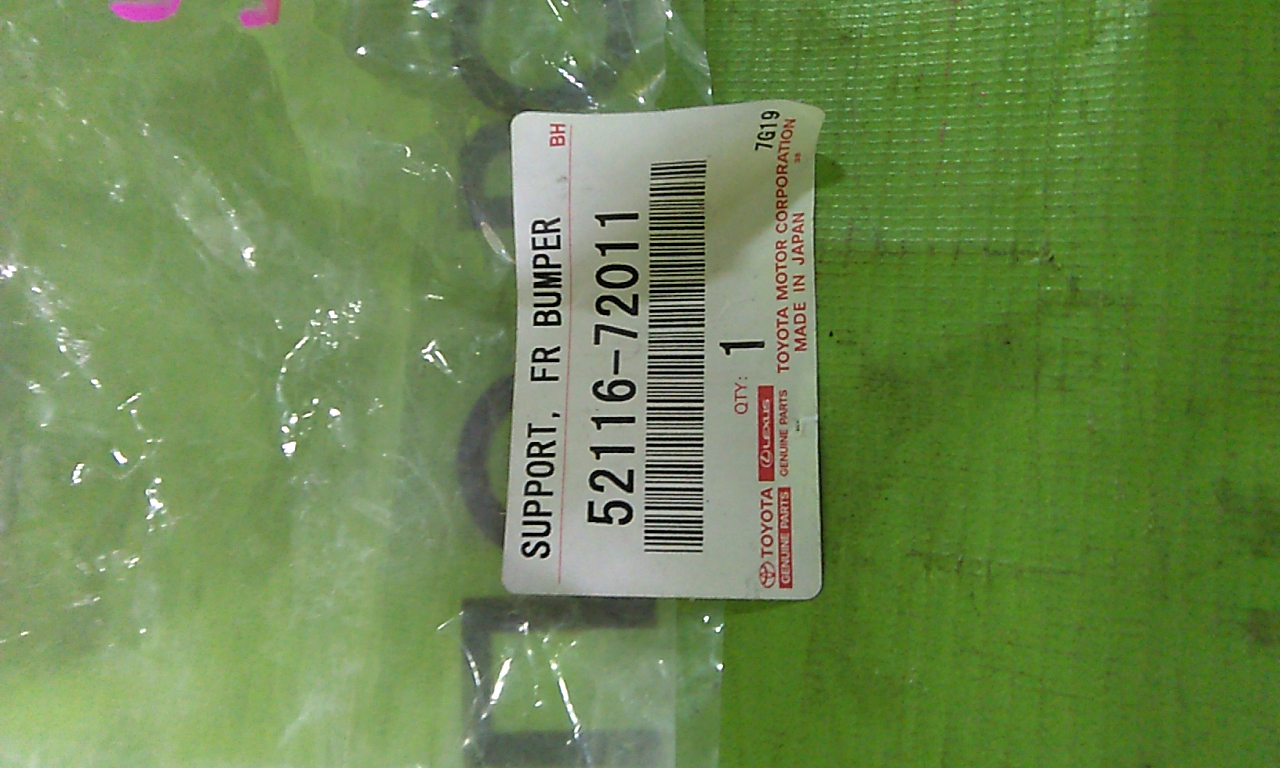 BH
SUPPORT, FR BUMPER
52116-72011
QTY: 1
7G19
TOYOTA
GENUINE PARTS
LEXUS
GENUINE PARTS
TOYOTA MOTOR CORPORATION
MADE IN JAPAN